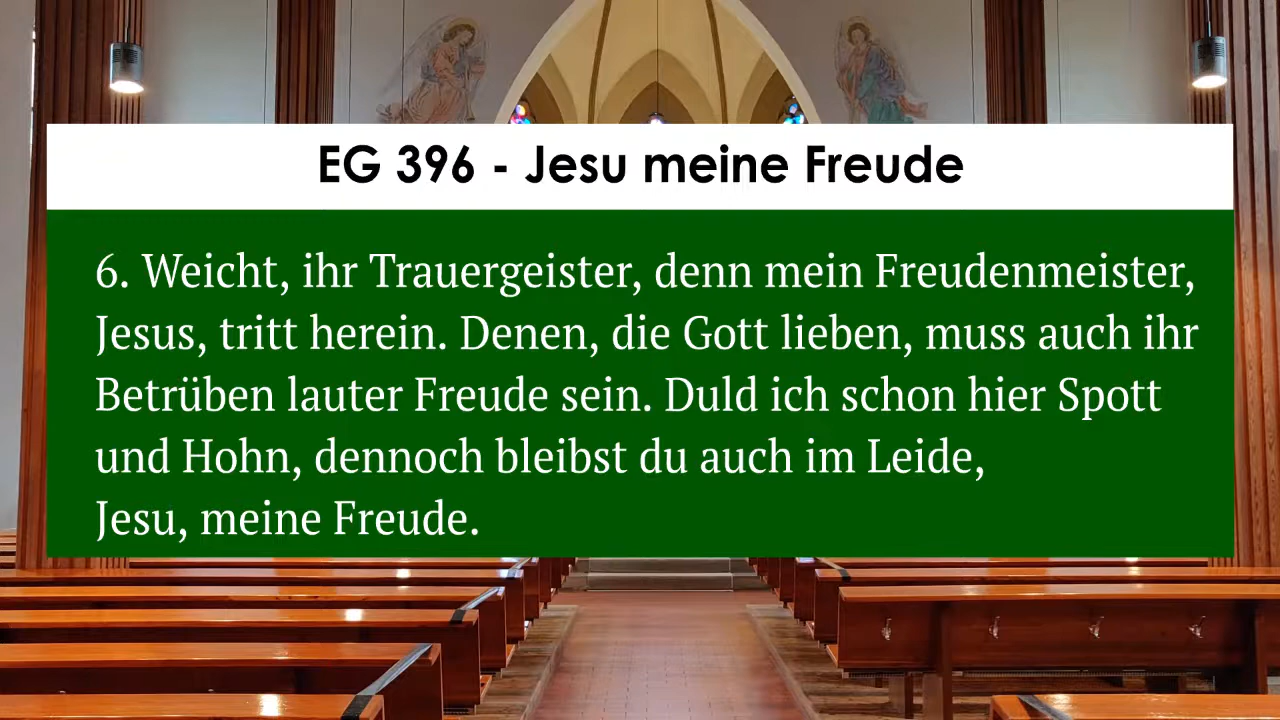 EG 396 - Jesu meine Freude
6. Weicht, ihr Trauergeister, denn mein Freudenmeister,
Jesus, tritt herein. Denen, die Gott lieben, muss auch ihr
Betrüben lauter Freude sein. Duld ich schon hier Spott
und Hohn, dennoch bleibst du auch im Leide,
Jesu, meine Freude.